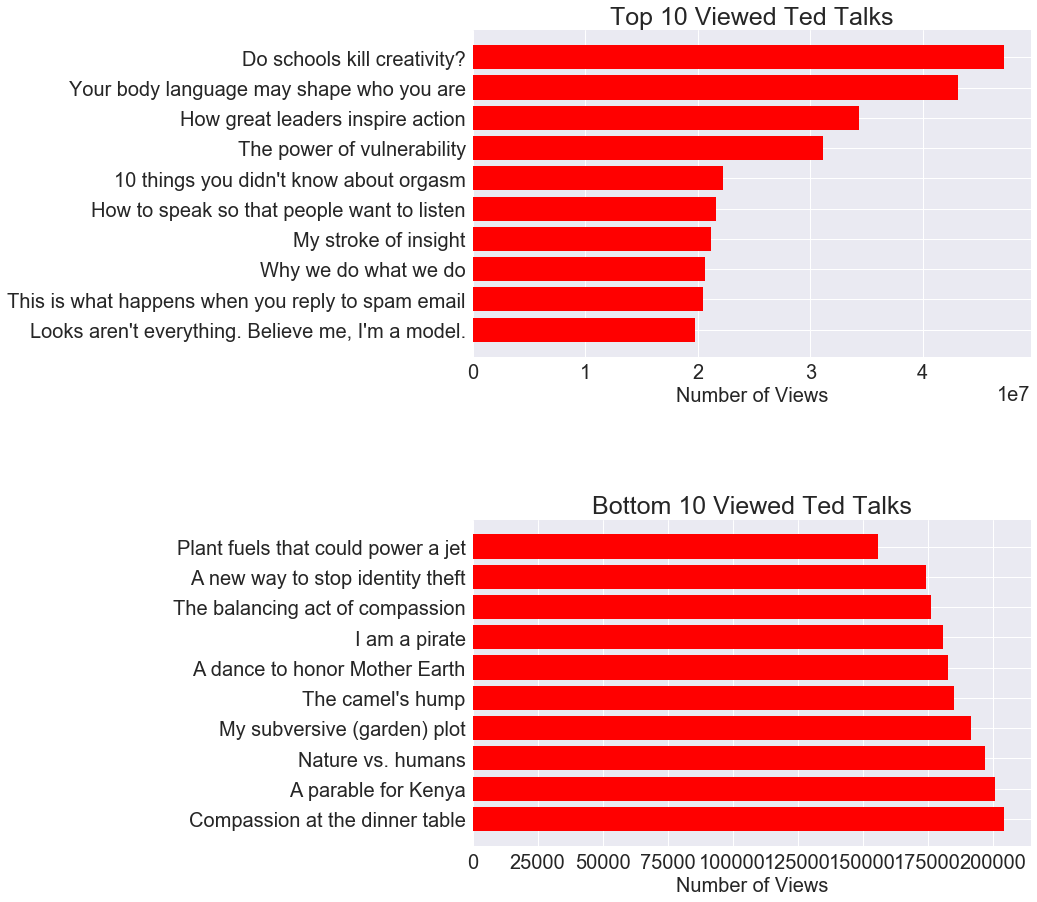 Top 10 Viewed Ted Talks
Do schools kill creativity?
Your body language may shape who you are
How great leaders inspire action
The power of vulnerability
10 things you didn't know about orgasm
How to speak so that people want to listen
My stroke of insight
Why we do what we do
This is what happens when you reply to spam email
Looks aren't everything. Believe me, I'm a model.
0 1 2 3 4
1e7
Number of Views
Bottom 10 Viewed Ted Talks
Plant fuels that could power a jet
A new way to stop identity theft
The balancing act of compassion
I am a pirate
A dance to honor Mother Earth
The camel's hump
My subversive (garden) plot
Nature vs. humans
A parable for Kenya
Compassion at the dinner table
0 25000 50000 75000 100000 125000 150000 175000 200000
Number of Views